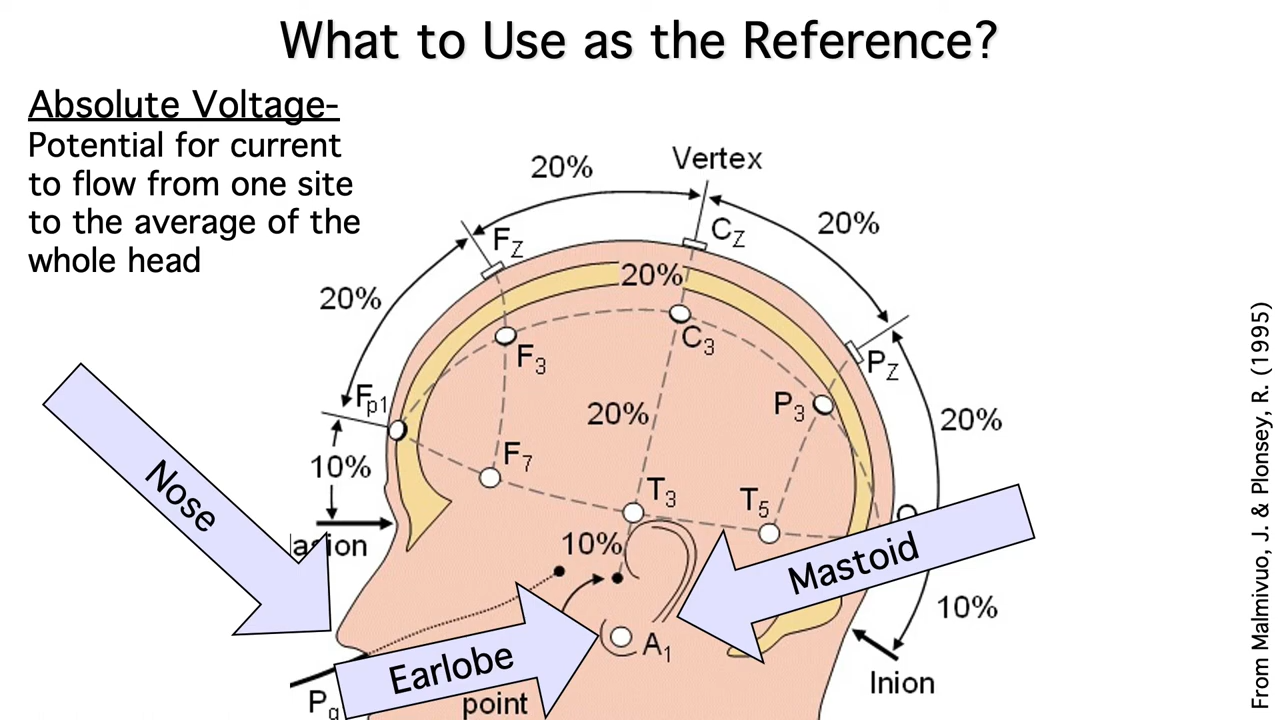 What to Use as the Reference?
Absolute Voltage-
Potential for current
to flow from one site
to the average of the
whole head
Vertex
20%
20%
20%
20%
20%
20%
10%
10%
10%
Fz
Cz
Pz
Fp1
F3
C3
P3
F7
T3
T5
A1
Nose
Mastoid
Earlobe
Inion
point
From Malmivuo, J. & Plonsey, R. (1995)